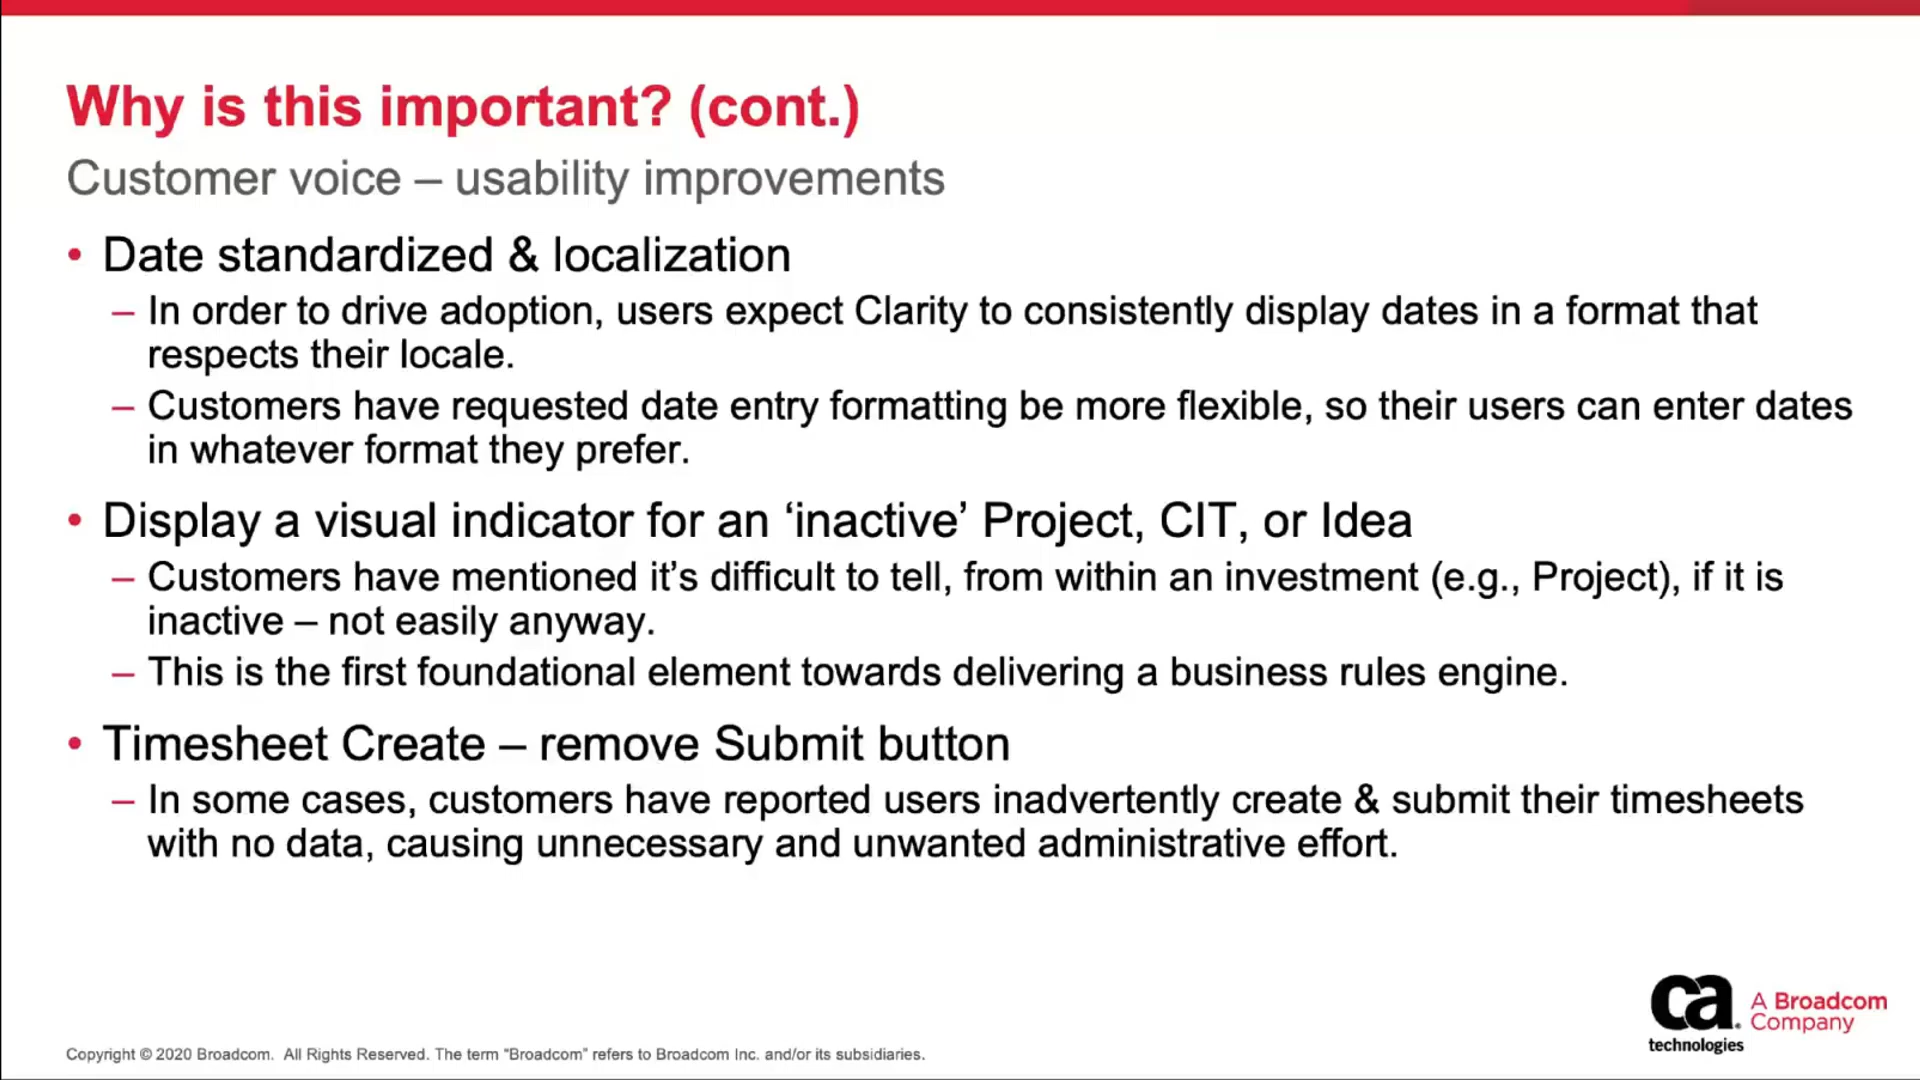 Why is this important? (cont.)
Customer voice – usability improvements
• Date standardized & localization
– In order to drive adoption, users expect Clarity to consistently display dates in a format that
respects their locale.
– Customers have requested date entry formatting be more flexible, so their users can enter dates
in whatever format they prefer.
• Display a visual indicator for an ‘inactive’ Project, CIT, or Idea
– Customers have mentioned it’s difficult to tell, from within an investment (e.g., Project), if it is
inactive – not easily anyway.
– This is the first foundational element towards delivering a business rules engine.
• Timesheet Create – remove Submit button
– In some cases, customers have reported users inadvertently create & submit their timesheets
with no data, causing unnecessary and unwanted administrative effort.
ca
technologies
A Broadcom
Company
Copyright © 2020 Broadcom. All Rights Reserved. The term “Broadcom” refers to Broadcom Inc. and/or its subsidiaries.